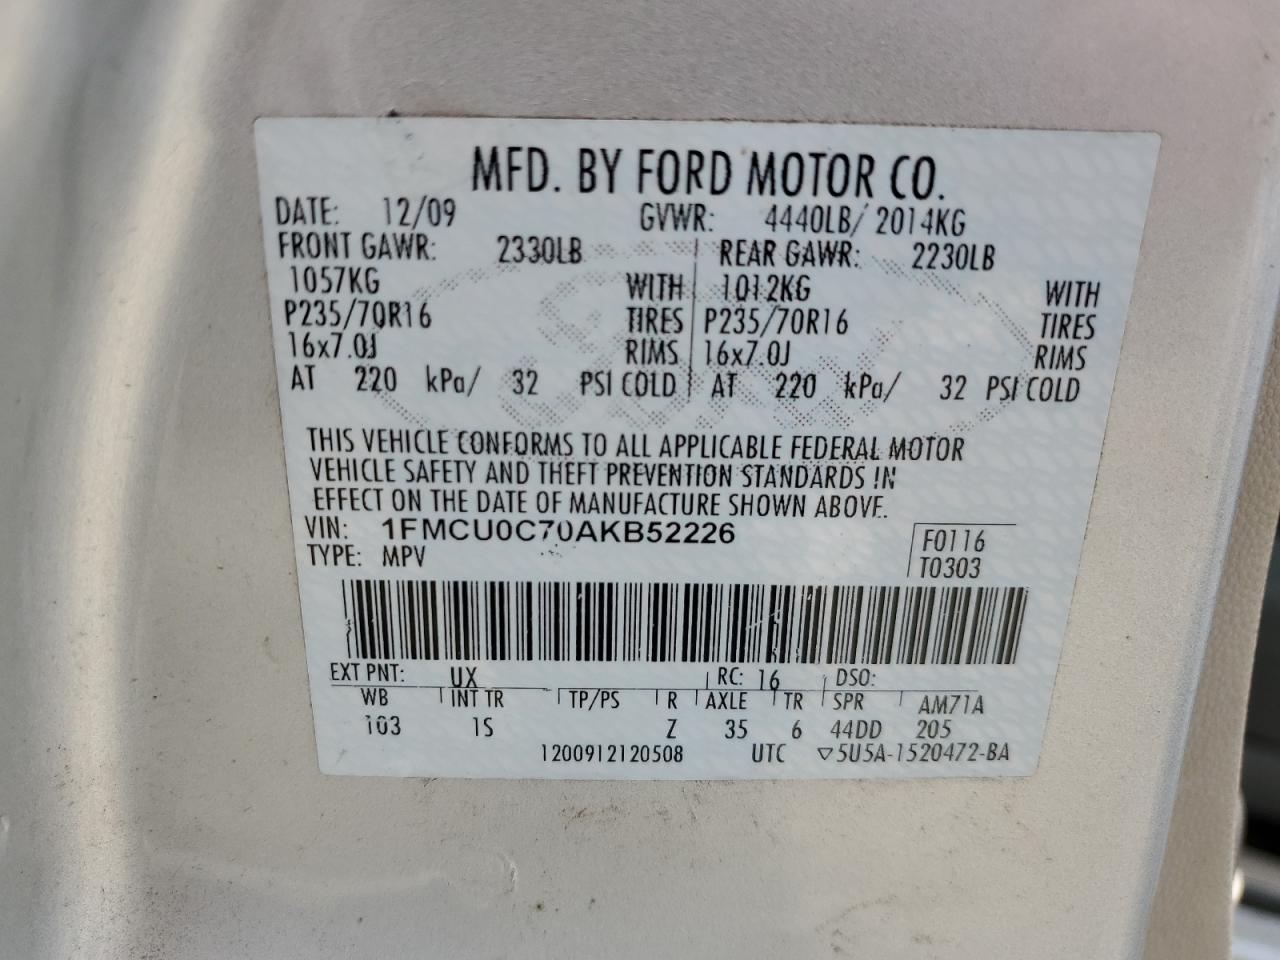 MFD. BY FORD MOTOR CO.
DATE: 12/09 GVWR: 4440LB/ 2014KG
FRONT GAWR: 2330LB REAR GAWR: 2230LB
1057KG WITH 1012KG WITH
P235/70R16 TIRES P235/70R16 TIRES
16x7.0J RIMS 16x7.0J RIMS
AT 220 kPa/ 32 PSI COLD AT 220 kPa/ 32 PSI COLD
THIS VEHICLE CONFORMS TO ALL APPLICABLE FEDERAL MOTOR
VEHICLE SAFETY AND THEFT PREVENTION STANDARDS IN
EFFECT ON THE DATE OF MANUFACTURE SHOWN ABOVE.
VIN: 1FMCU0C70AKB52226 F0116
TYPE: MPV T0303
EXT PNT: UX RC: 16 DSO:
WB INT TR TP/PS R AXLE TR SPR AM71A
103 1S Z 35 6 44DD 205
1200912120508 UTC ▽5U5A-1520472-BA